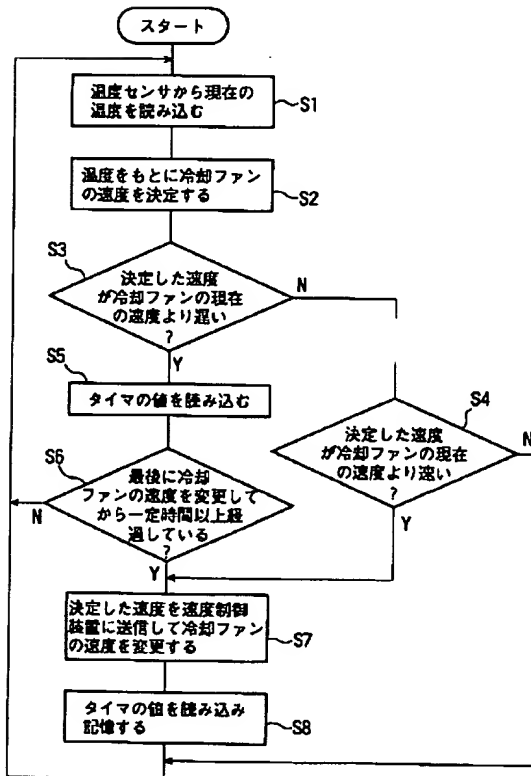 スタート
温度センサから現在の
温度を読み込む
S1
温度をもとに冷却ファン
の速度を決定する
S2
S3
決定した速度
が冷却ファンの現在
の速度より遅い
?
N
Y
S5
タイマの値を読み込む
S4
決定した速度
が冷却ファンの現在
の速度より速い
?
N
Y
S6
最後に冷却
ファンの速度を変更して
から一定時間以上経
過している
?
N
Y
決定した速度を速度制御
装置に送信して冷却ファン
の速度を変更する
S7
タイマの値を読み込み
記憶する
S8